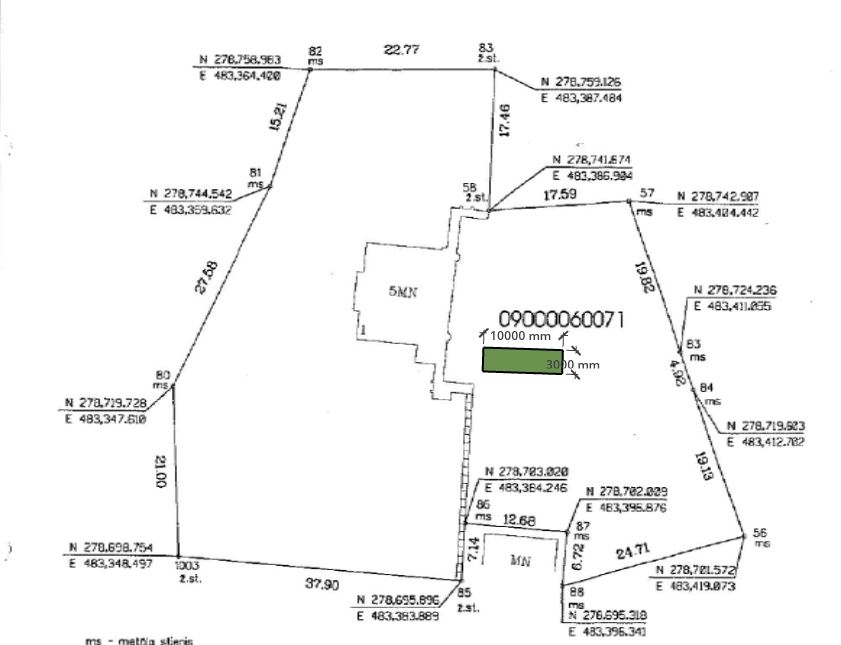 82
ms
22.77
83
2.st.
N 278,758.983
E 483,364.400
N 278,759.126
E 483,387.484
15.21
17.46
81
ms
N 278,744.542
E 483,359.632
58
2.st.
N 278,741.674
E 483,386.904
17.59
57
ms
N 278,742.907
E 483,404.442
27.58
5MN
1
19.82
N 278,724.236
E 483,411.055
09000060071
10000 mm
3000 mm
83
ms
4.92
84
ms
80
ms
N 278,719.728
E 483,347.610
N 278,719.603
E 483,412.702
21.00
19.13
N 278,703.020
E 483,384.246
86
ms
12.68
N 278,702.009
E 483,396.876
87
ms
56
ms
7.14
MN
6.72
24.71
N 278,698.754
E 483,348.497
1003
2.st.
37.90
N 278,701.572
E 483,419.073
85
2.st.
N 278,695.896
E 483,383.889
88
ms
N 278,695.318
E 483,396.341
ms - metāla stienis